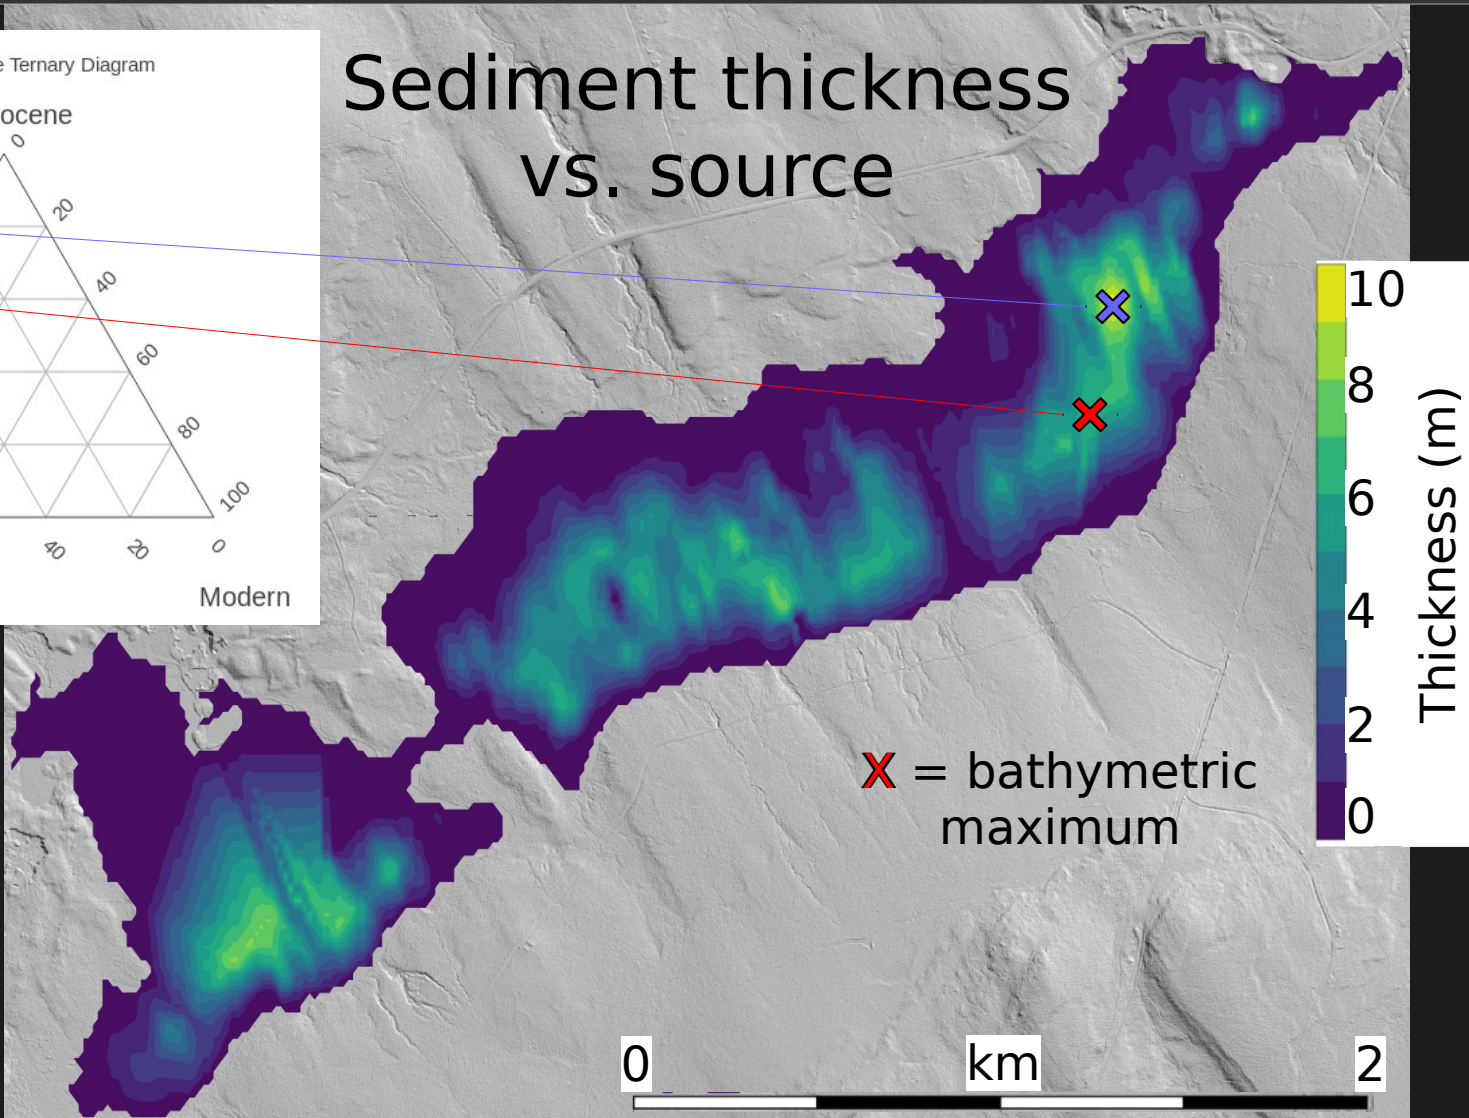 Sediment thickness
vs. source
e Ternary Diagram
ocene
0
20
40
60
80
100
40
20
0
Modern
10
8
6
4
2
0
Thickness (m)
X = bathymetric
maximum
0 km 2